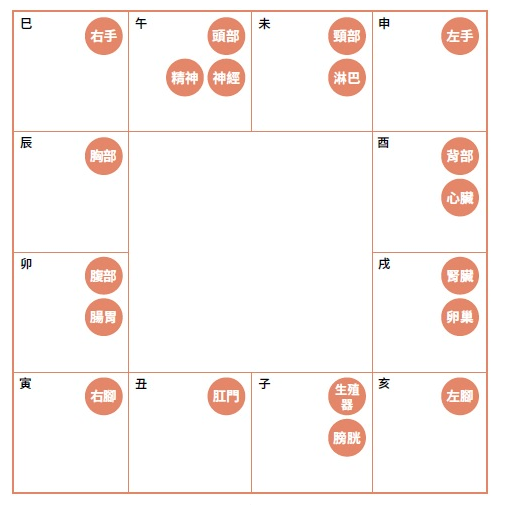 巳
右手
午
頭部
精神
神經
未
頸部
淋巴
申
左手
辰
胸部
酉
背部
心臟
卯
腹部
腸胃
戌
腎臟
卵巢
寅
右腳
丑
肛門
子
生殖
器
膀胱
亥
左腳